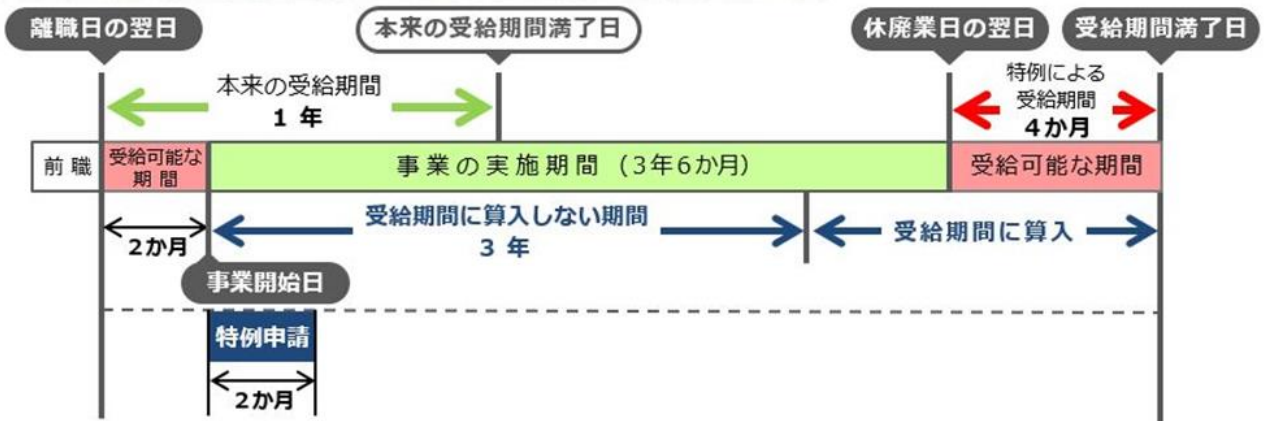 離職日の翌日
本来の受給期間満了日
休廃業日の翌日
受給期間満了日
本来の受給期間
1 年
特例による
受給期間
4か月
前職
受給可能な
期間
事業の実施期間（3年6か月）
受給可能な期間
2か月
受給期間に算入しない期間
3 年
受給期間に算入
事業開始日
特例申請
2か月